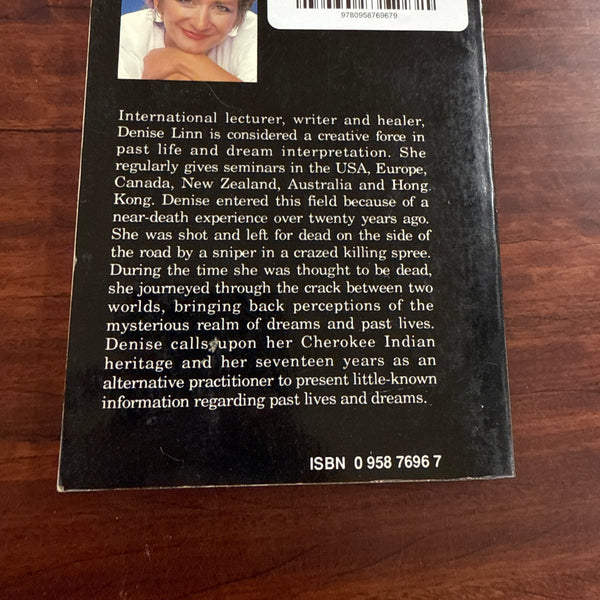 9780958769679
International lecturer, writer and healer,
Denise Linn is considered a creative force in
past life and dream interpretation. She
regularly gives seminars in the USA, Europe,
Canada, New Zealand, Australia and Hong
Kong. Denise entered this field because of a
near-death experience over twenty years ago.
She was shot and left for dead on the side of
the road by a sniper in a crazed killing spree.
During the time she was thought to be dead,
she journeyed through the crack between two
worlds, bringing back perceptions of the
mysterious realm of dreams and past lives.
Denise calls upon her Cherokee Indian
heritage and her seventeen years as an
alternative practitioner to present little-known
information regarding past lives and dreams.
ISBN 0 958 7696 7